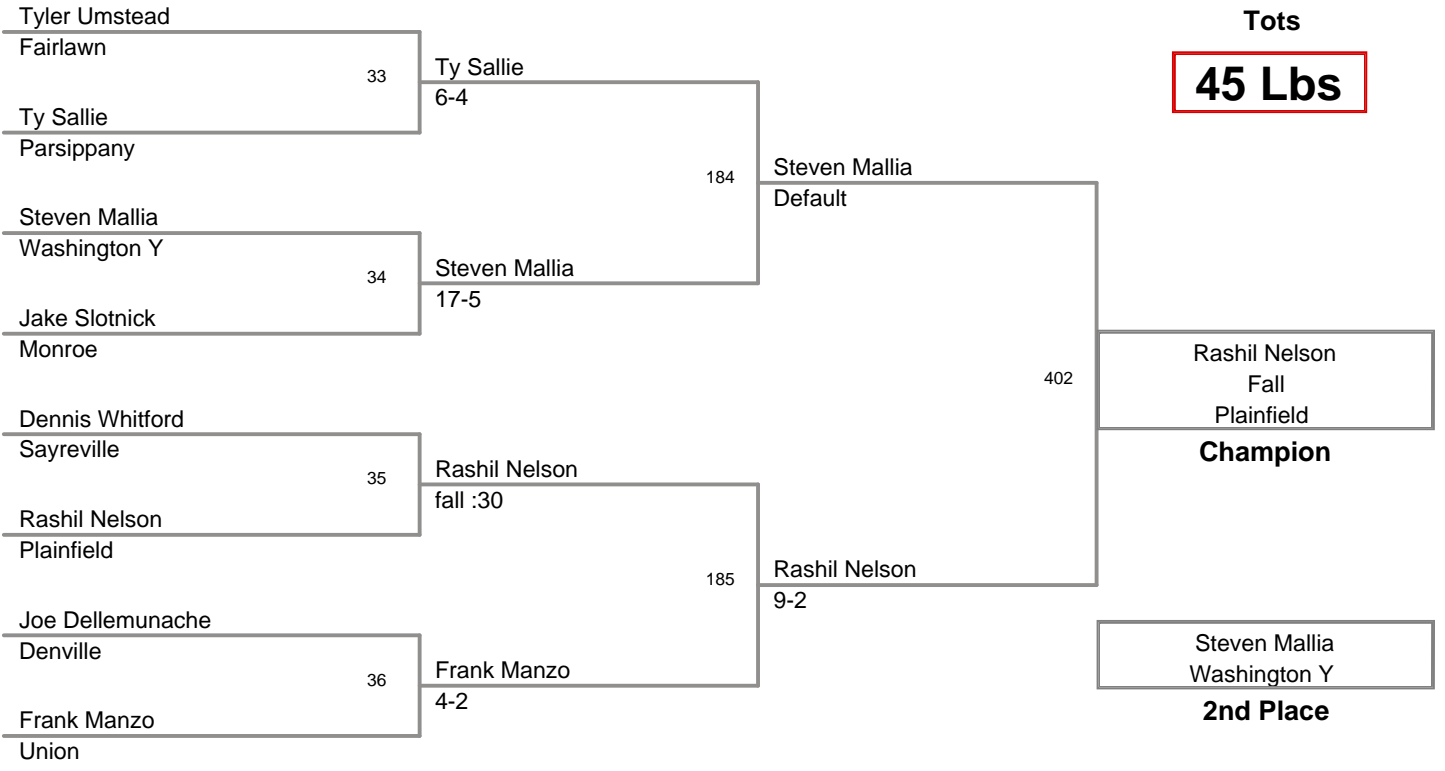 Tyler Umstead
Fairlawn
33
Ty Sallie
Parsippany
Steven Mallia
Washington Y
34
Jake Slotnick
Monroe
Dennis Whitford
Sayreville
35
Rashil Nelson
Plainfield
Joe Dellemunache
Denville
36
Frank Manzo
Union
Ty Sallie
6-4
184
Steven Mallia
17-5
Rashil Nelson
fall :30
185
Frank Manzo
4-2
Steven Mallia
Default
402
Rashil Nelson
9-2
Tots
45 Lbs
Rashil Nelson
Fall
Plainfield
Champion
Steven Mallia
Washington Y
2nd Place